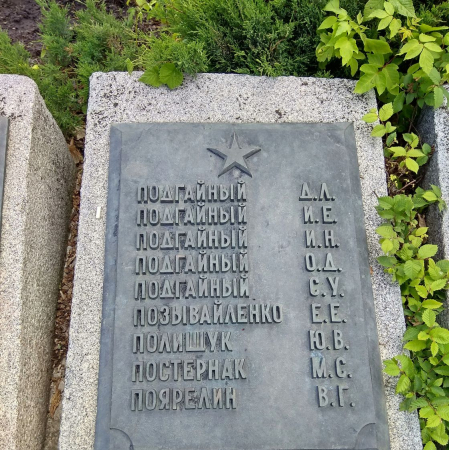 ПОДГАЙНЫЙ Д.Л.
ПОДГАЙНЫЙ И.Е.
ПОДГАЙНЫЙ И.Н.
ПОДГАЙНЫЙ О.Д.
ПОДГАЙНЫЙ С.У.
ПОЗЫВАЙЛЕНКО Е.Е.
ПОЛИЩУК Ю.В.
ПОСТЕРНАК М.С.
ПОЯРЕЛИН В.Г.